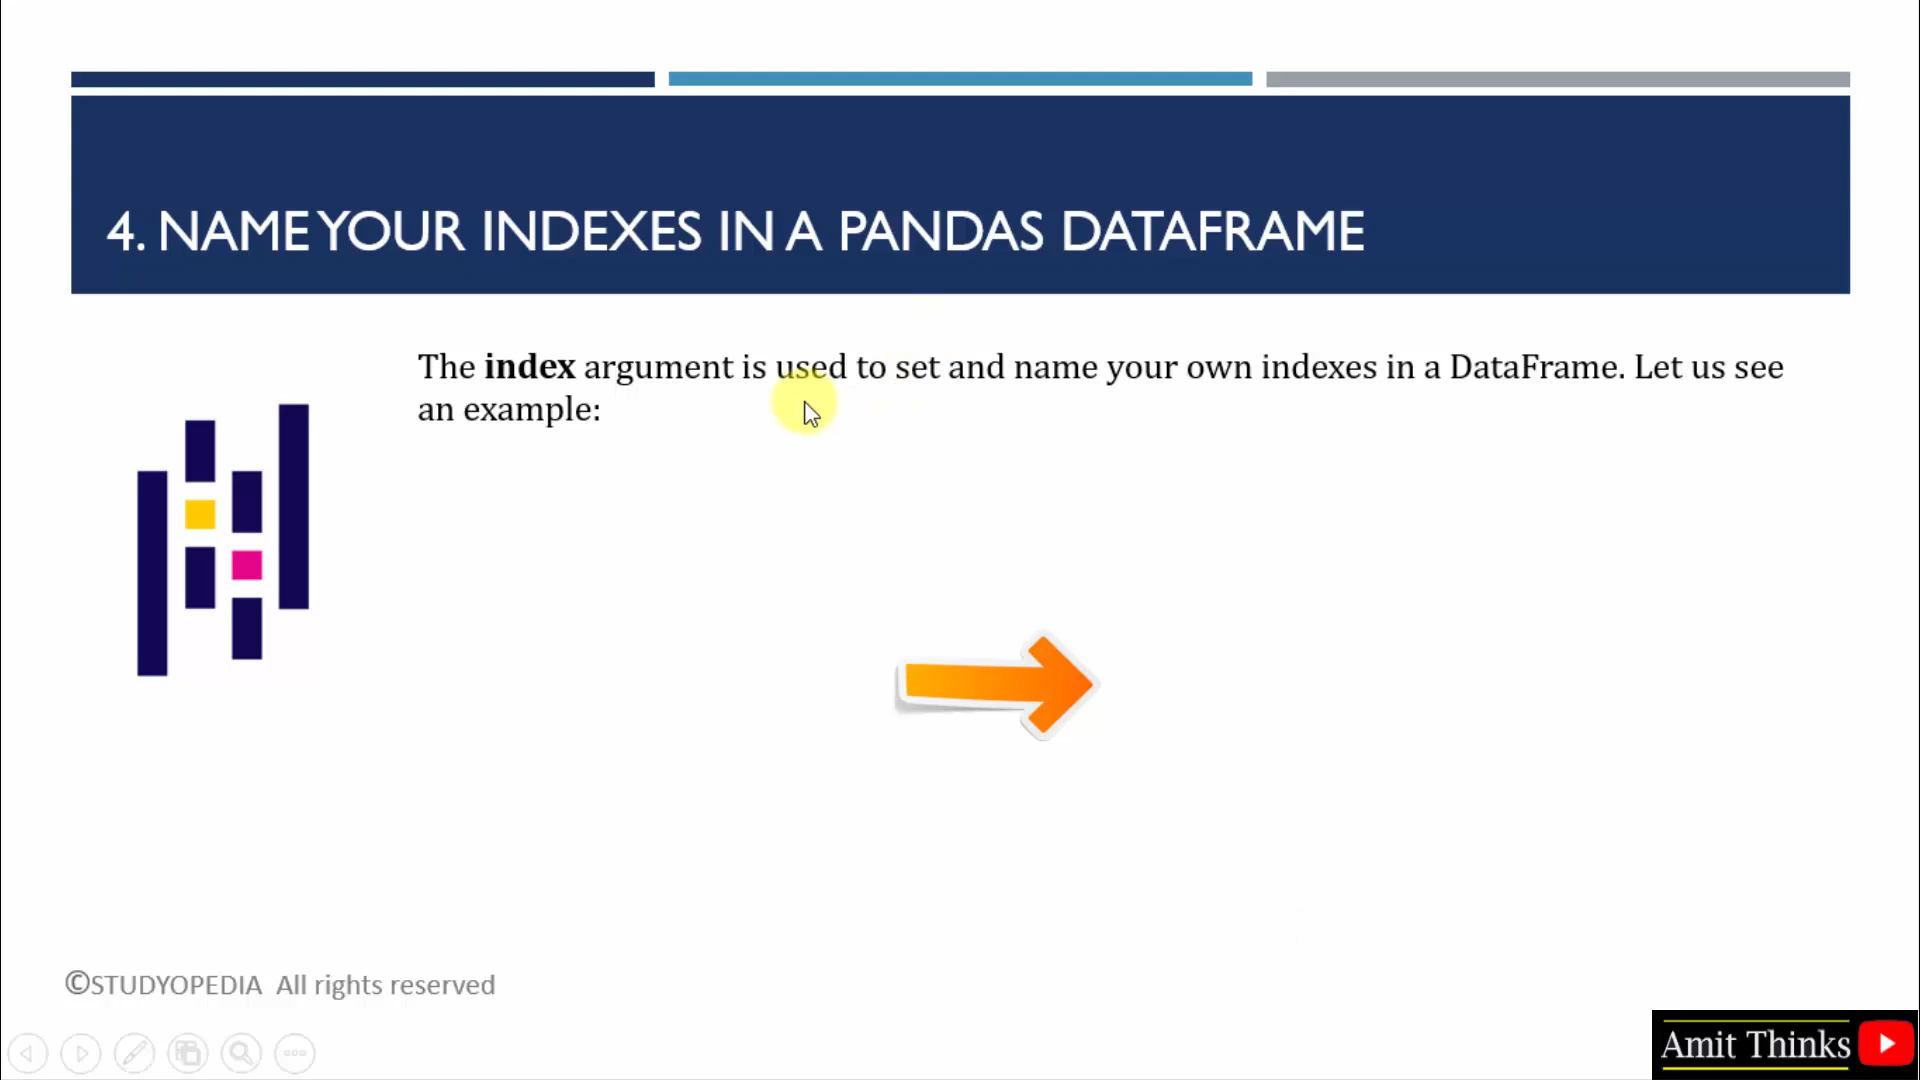 4. NAME YOUR INDEXES IN A PANDAS DATAFRAME
The index argument is used to set and name your own indexes in a DataFrame. Let us see
an example:
©STUDYOPEDIA All rights reserved
Amit Thinks